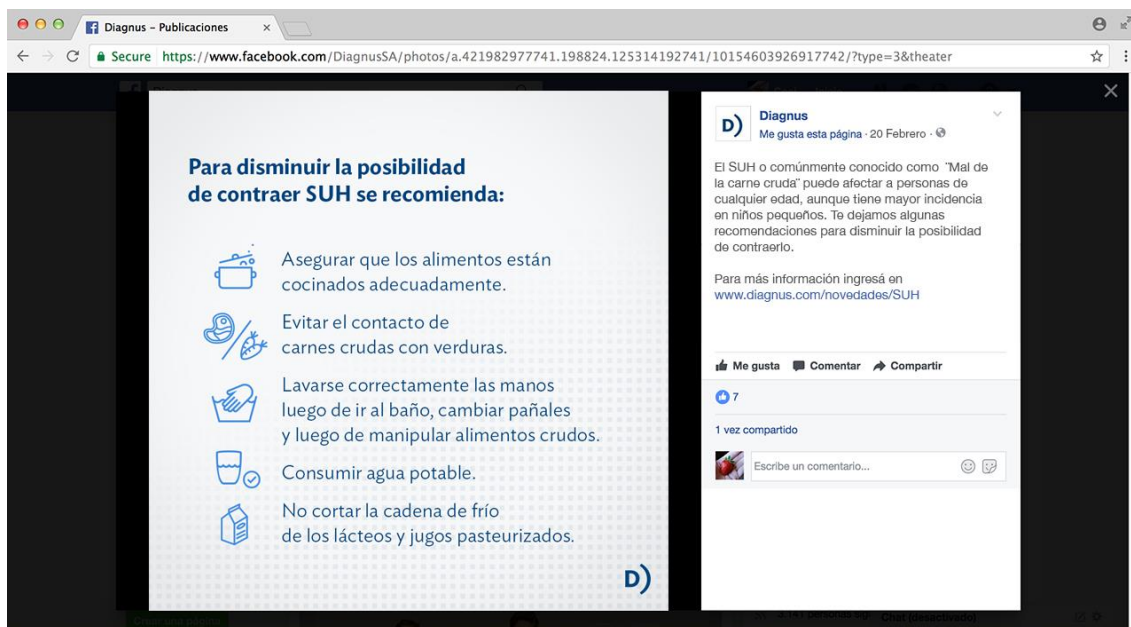 Diagnus – Publicaciones
Secure https://www.facebook.com/DiagnusSA/photos/a.421982977741.198824.125314192741/10154603926917742/?type=3&theater
Para disminuir la posibilidad
de contraer SUH se recomienda:
Asegurar que los alimentos están
cocinados adecuadamente.
Evitar el contacto de
carnes crudas con verduras.
Lavarse correctamente las manos
luego de ir al baño, cambiar pañales
y luego de manipular alimentos crudos.
Consumir agua potable.
No cortar la cadena de frío
de los lácteos y jugos pasteurizados.
D)
D)
Diagnus
Me gusta esta página · 20 Febrero ·
El SUH o comúnmente conocido como ¨Mal de
la carne cruda¨ puede afectar a personas de
cualquier edad, aunque tiene mayor incidencia
en niños pequeños. Te dejamos algunas
recomendaciones para disminuir la posibilidad
de contraerlo.
Para más información ingresá en
www.diagnus.com/novedades/SUH
Me gusta Comentar Compartir
7
1 vez compartido
Escribe un comentario...
Crear una página
Chat (desactivado)